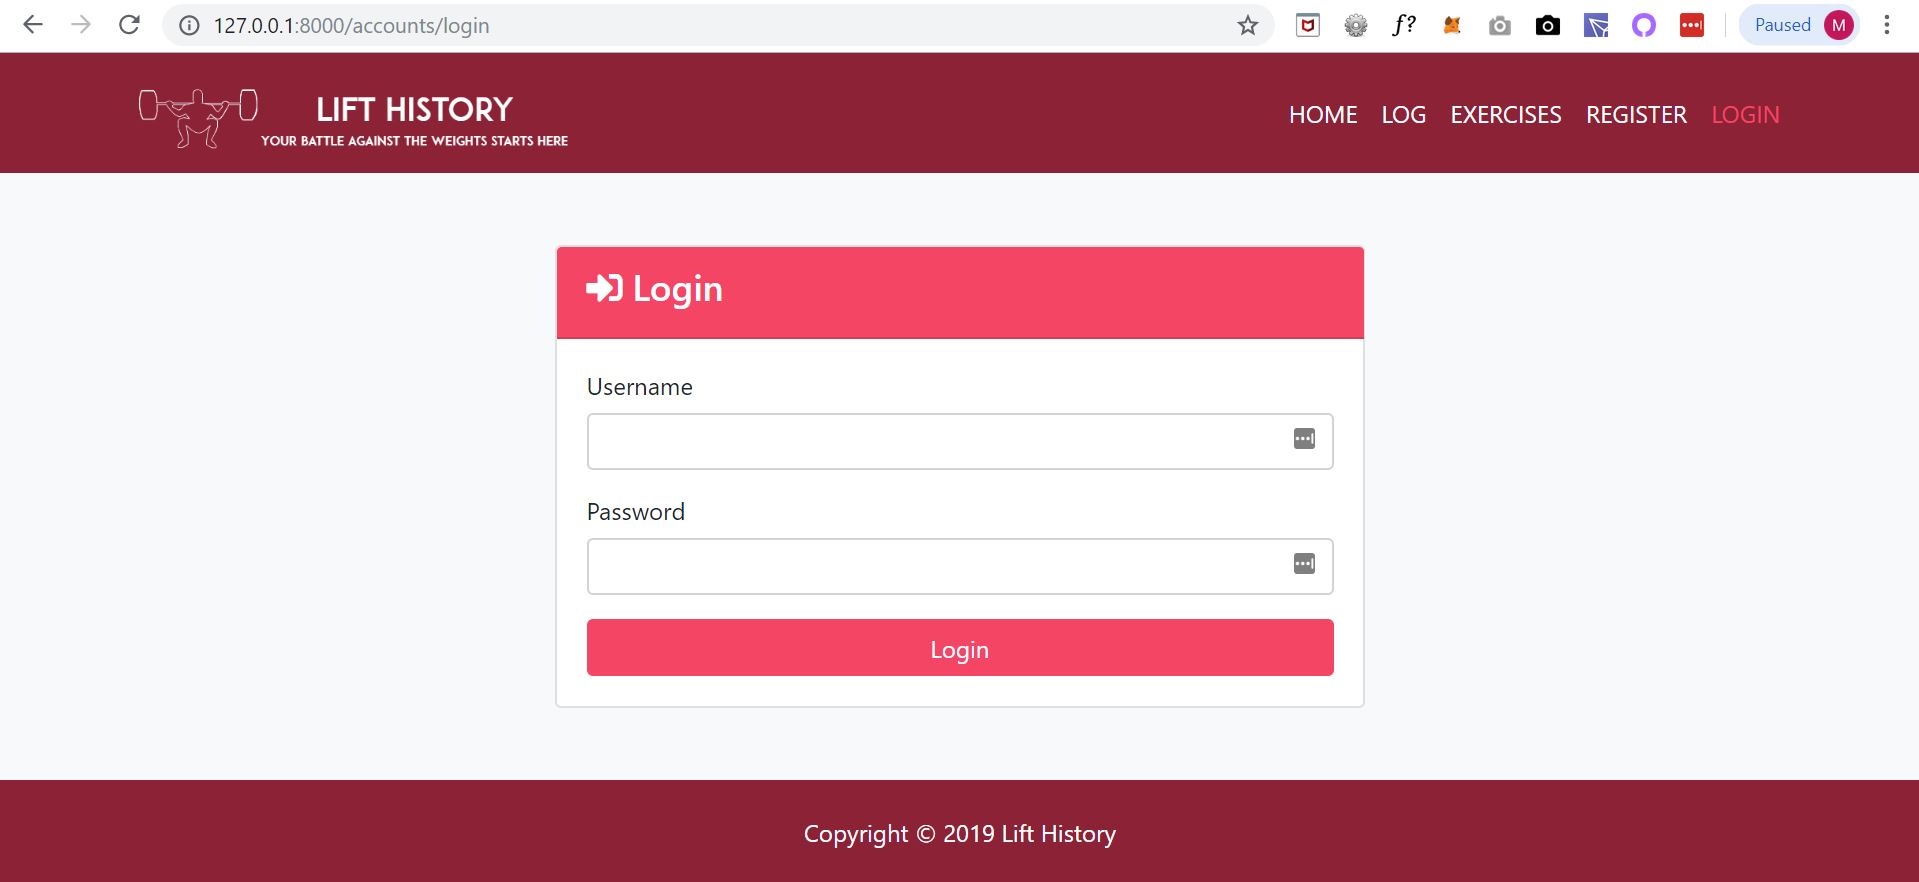 127.0.0.1:8000/accounts/login
f?
Paused M
LIFT HISTORY
YOUR BATTLE AGAINST THE WEIGHTS STARTS HERE
HOME LOG EXERCISES REGISTER LOGIN
Login
Username
Password
Login
Copyright © 2019 Lift History